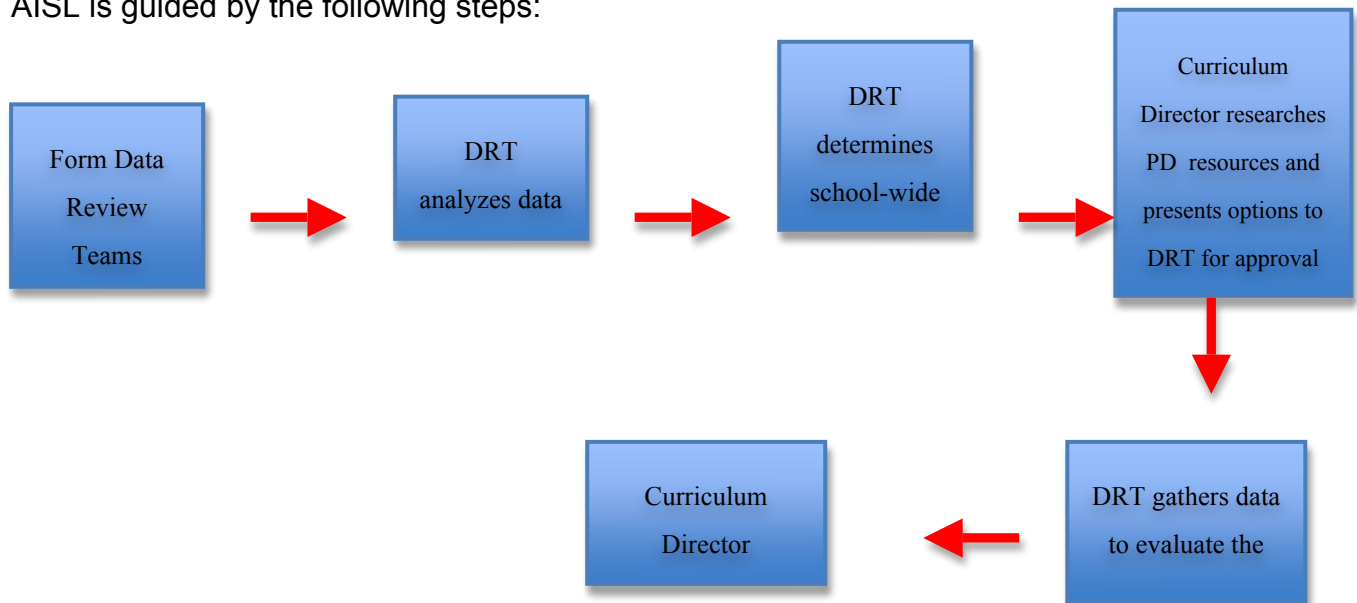 AISL is guided by the following steps:
Form Data
Review
Teams
DRT
analyzes data
DRT
determines
school-wide
Curriculum
Director researches
PD resources and
presents options to
DRT for approval
DRT gathers data
to evaluate the
Curriculum
Director